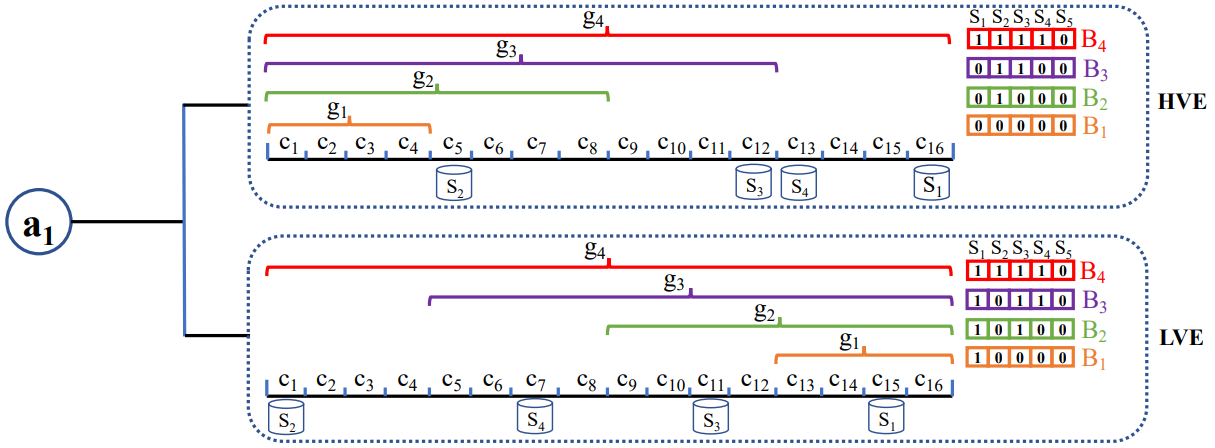 g₄
S₁ S₂ S₃ S₄ S₅
1 1 1 1 0 B₄
g₃
0 1 1 0 0 B₃
g₂
0 1 0 0 0 B₂
HVE
g₁
0 0 0 0 0 B₁
c₁ c₂ c₃ c₄ c₅ c₆ c₇ c₈ c₉ c₁₀ c₁₁ c₁₂ c₁₃ c₁₄ c₁₅ c₁₆
S₂ S₃ S₄ S₁
a₁
g₄
S₁ S₂ S₃ S₄ S₅
1 1 1 1 0 B₄
g₃
1 0 1 1 0 B₃
g₂
1 0 1 0 0 B₂
LVE
g₁
1 0 0 0 0 B₁
c₁ c₂ c₃ c₄ c₅ c₆ c₇ c₈ c₉ c₁₀ c₁₁ c₁₂ c₁₃ c₁₄ c₁₅ c₁₆
S₂ S₄ S₃ S₁